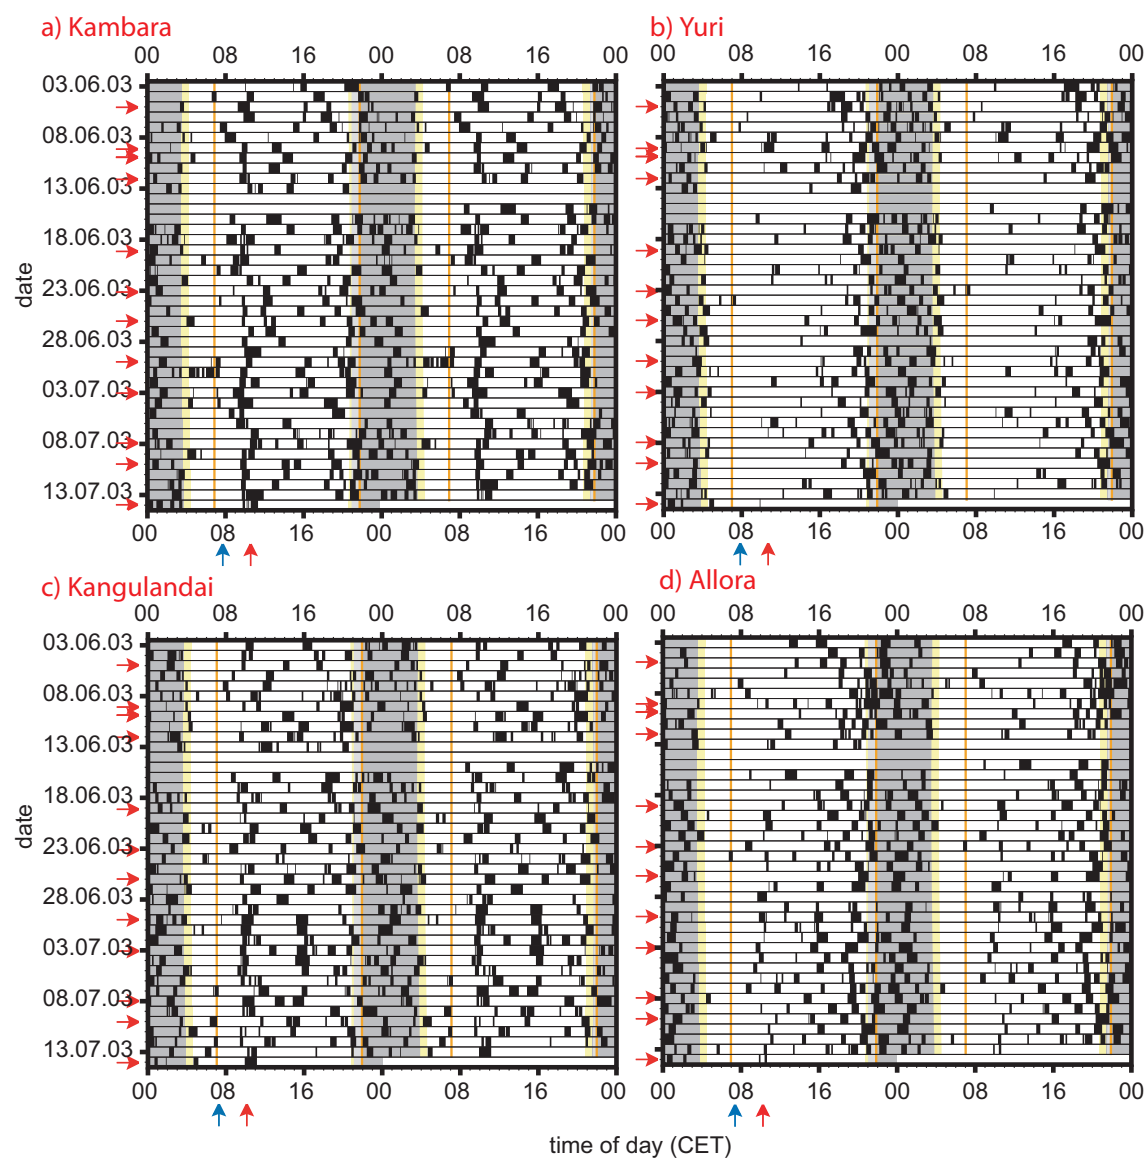 a) Kambara
b) Yuri
00 08 16 00 08 16 00
00 08 16 00 08 16 00
03.06.03
08.06.03
13.06.03
18.06.03
23.06.03
28.06.03
03.07.03
08.07.03
13.07.03
date
00 08 16 00 08 16 00
00 08 16 00 08 16 00
c) Kangulandai
d) Allora
00 08 16 00 08 16 00
00 08 16 00 08 16 00
03.06.03
08.06.03
13.06.03
18.06.03
23.06.03
28.06.03
03.07.03
08.07.03
13.07.03
date
00 08 16 00 08 16 00
00 08 16 00 08 16 00
time of day (CET)